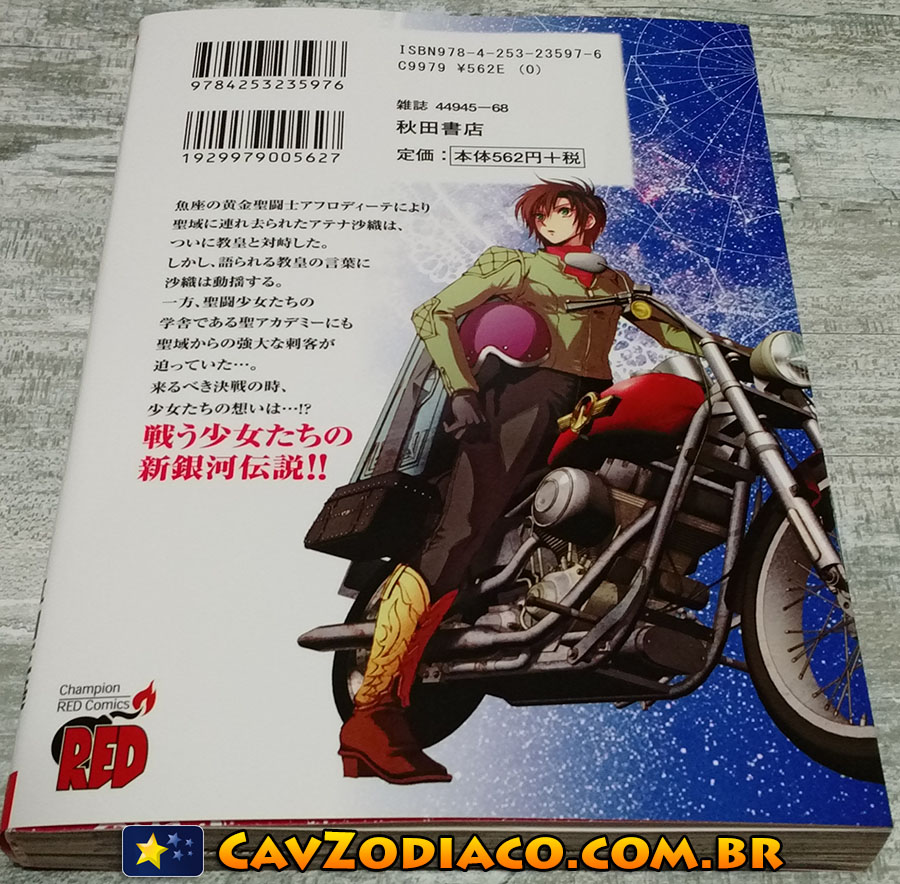 ISBN978-4-253-23597-6
C9979 ¥562E (0)
9784253235976
雑誌 44945-68
秋田書店
1929979005627
定価:本体562円+税
魚座の黄金聖闘士アフロディーテにより
聖域に連れ去られたアテナ沙織は、
ついに教皇と対峙した。
しかし、語られる教皇の言葉に
沙織は動揺する。
一方、聖闘少女たちの
学舎である聖アカデミーにも
聖域からの強大な刺客が
迫っていた…。
来るべき決戦の時、
少女たちの想いは…!?
戦う少女たちの
新銀河伝説!!
Champion
RED Comics
RED
CavZodiaco.com.br